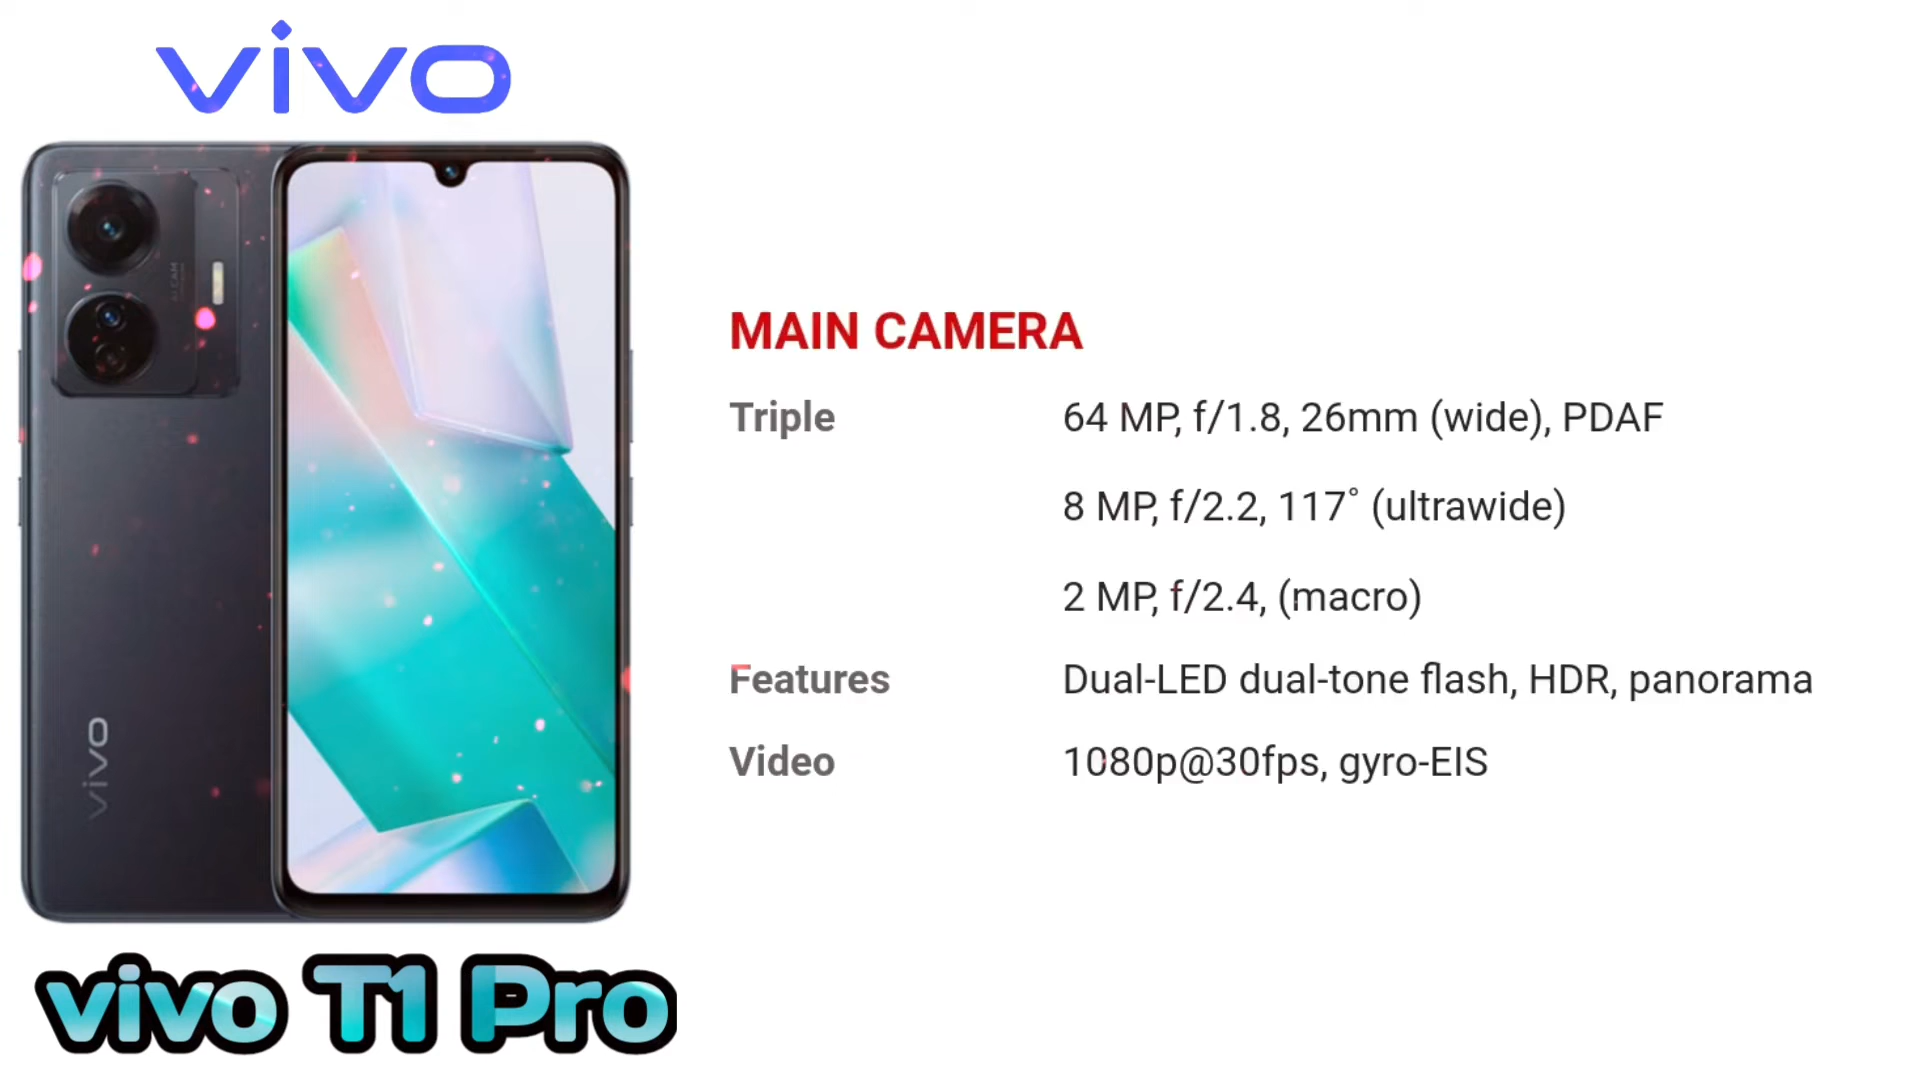 vivo
AI CAM
vivo
MAIN CAMERA
Triple 64 MP, f/1.8, 26mm (wide), PDAF
8 MP, f/2.2, 117˚ (ultrawide)
2 MP, f/2.4, (macro)
Features Dual-LED dual-tone flash, HDR, panorama
Video 1080p@30fps, gyro-EIS
vivo T1 Pro